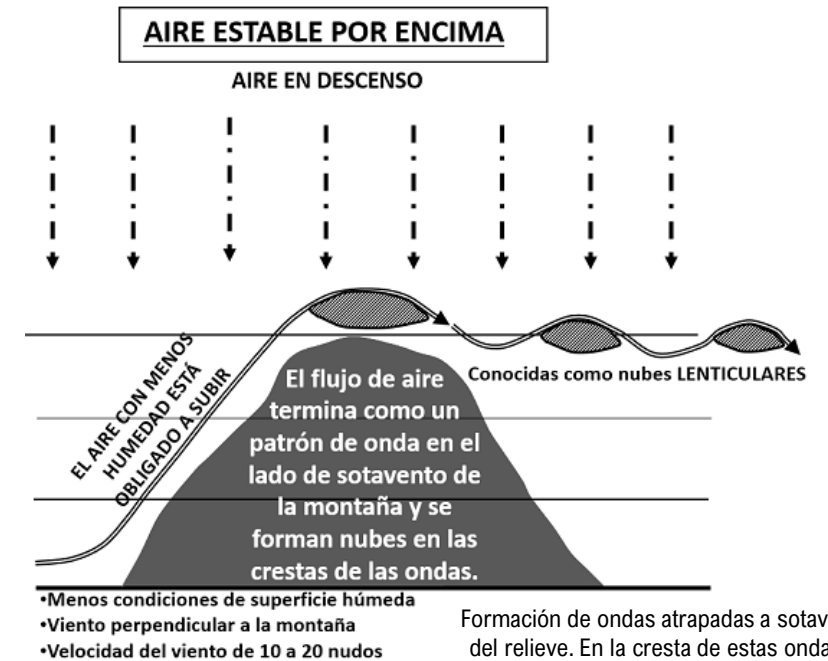 AIRE ESTABLE POR ENCIMA
AIRE EN DESCENSO
EL AIRE CON MENOS
HUMEDAD ESTÁ
OBLIGADO A SUBIR
El flujo de aire
termina como un
patrón de onda en el
lado de sotavento de
la montaña y se
forman nubes en las
crestas de las ondas.
Conocidas como nubes LENTICULARES
•Menos condiciones de superficie húmeda
•Viento perpendicular a la montaña
•Velocidad del viento de 10 a 20 nudos
Formación de ondas atrapadas a sotav
del relieve. En la cresta de estas onda